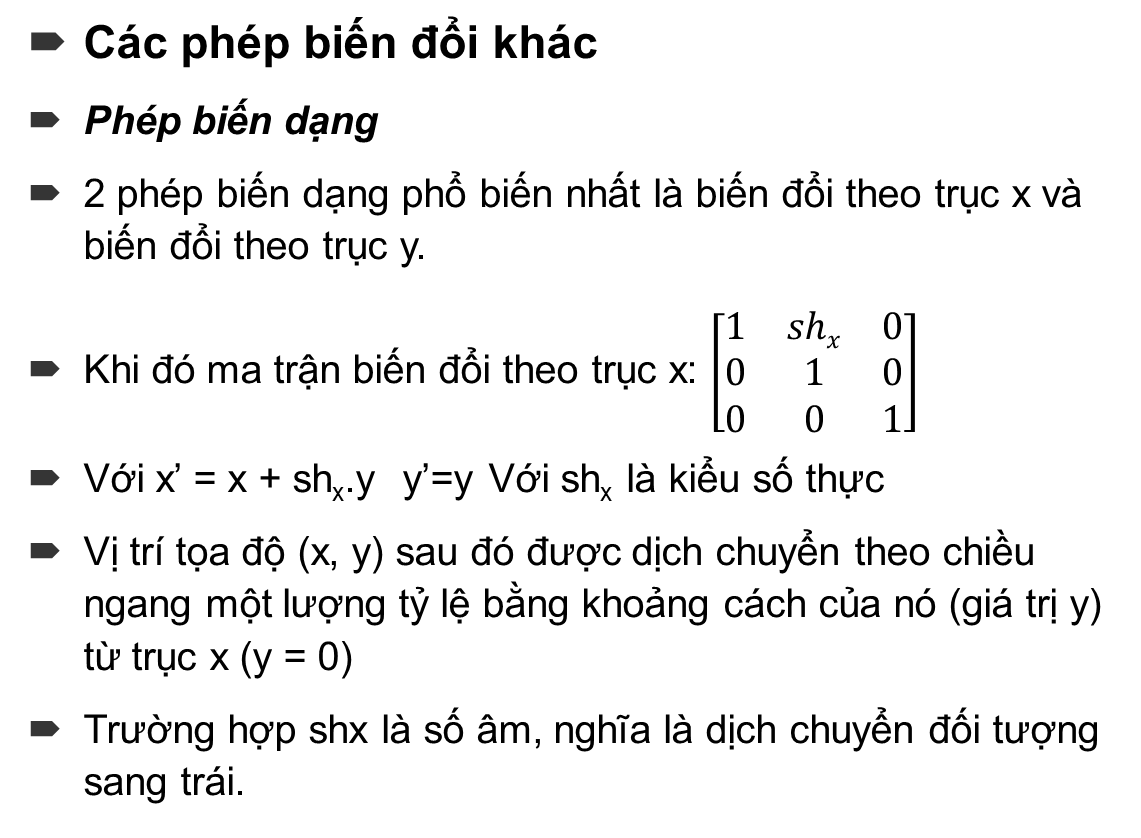 Các phép biến đổi khác
Phép biến dạng
2 phép biến dạng phổ biến nhất là biến đổi theo trục x và
biến đổi theo trục y.
Khi đó ma trận biến đổi theo trục x: [1 shₓ 0
0 1 0
0 0 1]
Với x’ = x + shₓ.y y’=y Với shₓ là kiểu số thực
Vị trí tọa độ (x, y) sau đó được dịch chuyển theo chiều
ngang một lượng tỷ lệ bằng khoảng cách của nó (giá trị y)
từ trục x (y = 0)
Trường hợp shx là số âm, nghĩa là dịch chuyển đối tượng
sang trái.